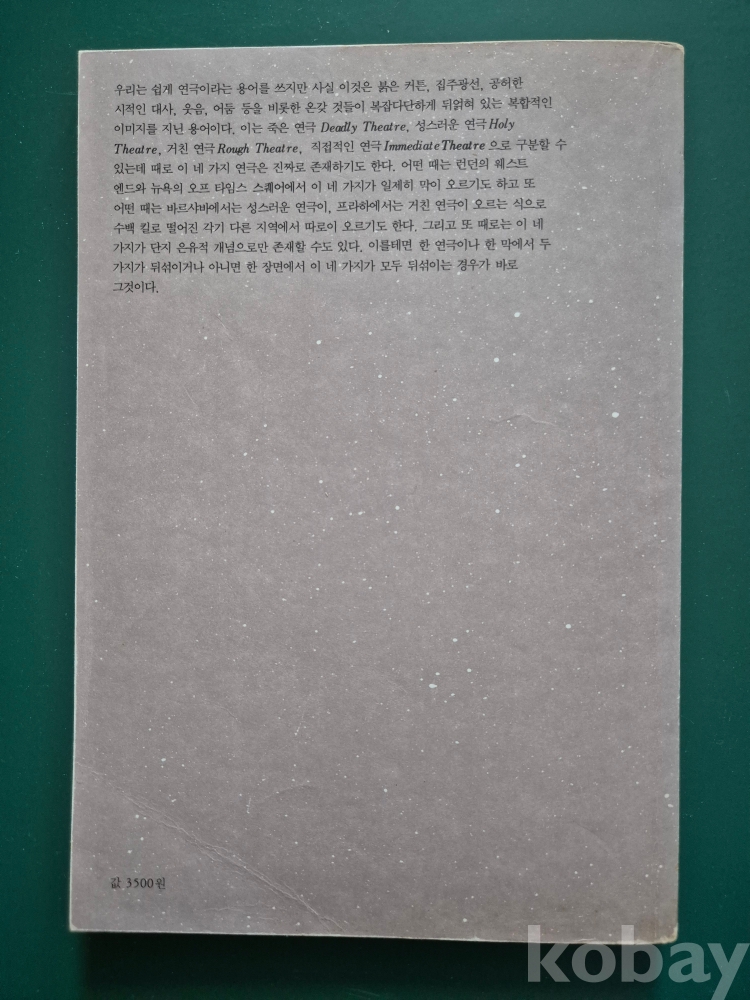 우리는 쉽게 연극이라는 용어를 쓰지만 사실 이것은 붉은 커튼, 집주광선, 공허한
시적인 대사, 웃음, 어둠 등을 비롯한 온갖 것들이 복잡다단하게 뒤얽혀 있는 복합적인
이미지를 지닌 용어이다. 이는 죽은 연극 Deadly Theatre, 성스러운 연극 Holy
Theatre, 거친 연극 Rough Theatre, 직접적인 연극 Immediate Theatre 으로 구분할 수
있는데 때로 이 네 가지 연극은 진짜로 존재하기도 한다. 어떤 때는 런던의 웨스트
엔드와 뉴욕의 오프 타임스 스퀘어에서 이 네 가지가 일제히 막이 오르기도 하고 또
어떤 때는 바르샤바에서는 성스러운 연극이, 프라하에서는 거친 연극이 오르는 식으로
수백 킬로 떨어진 각기 다른 지역에서 따로이 오르기도 한다. 그리고 또 때로는 이 네
가지가 단지 은유적 개념으로만 존재할 수도 있다. 이를테면 한 연극이나 한 막에서 두
가지가 뒤섞이거나 아니면 한 장면에서 이 네 가지가 모두 뒤섞이는 경우가 바로
그것이다.
값 3500원
kobay